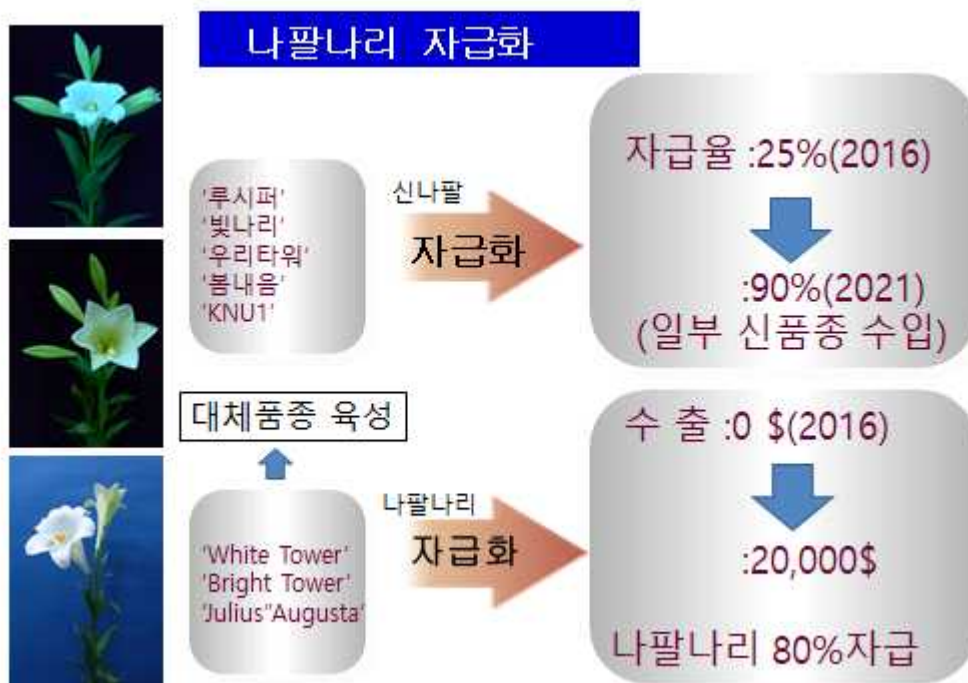 나팔나리 자급화
'루시퍼'
'빛나리'
'우리타워'
'봄내음'
'KNU1'
신나팔
자급화
자급율 :25%(2016)
:90%(2021)
(일부 신품종 수입)
대체품종 육성
'White Tower'
'Bright Tower'
'Julius''Augusta'
나팔나리
자급화
수 출 :0 $(2016)
:20,000$
나팔나리 80%자급